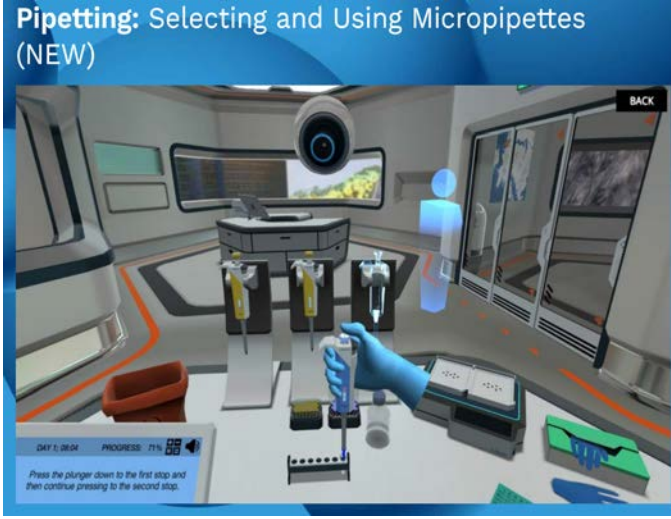 Pipetting: Selecting and Using Micropipettes
(NEW)
BACK
DAY 1; 08:04 PROGRESS: 71%
Press the plunger down to the first stop and
then continue pressing to the second stop.